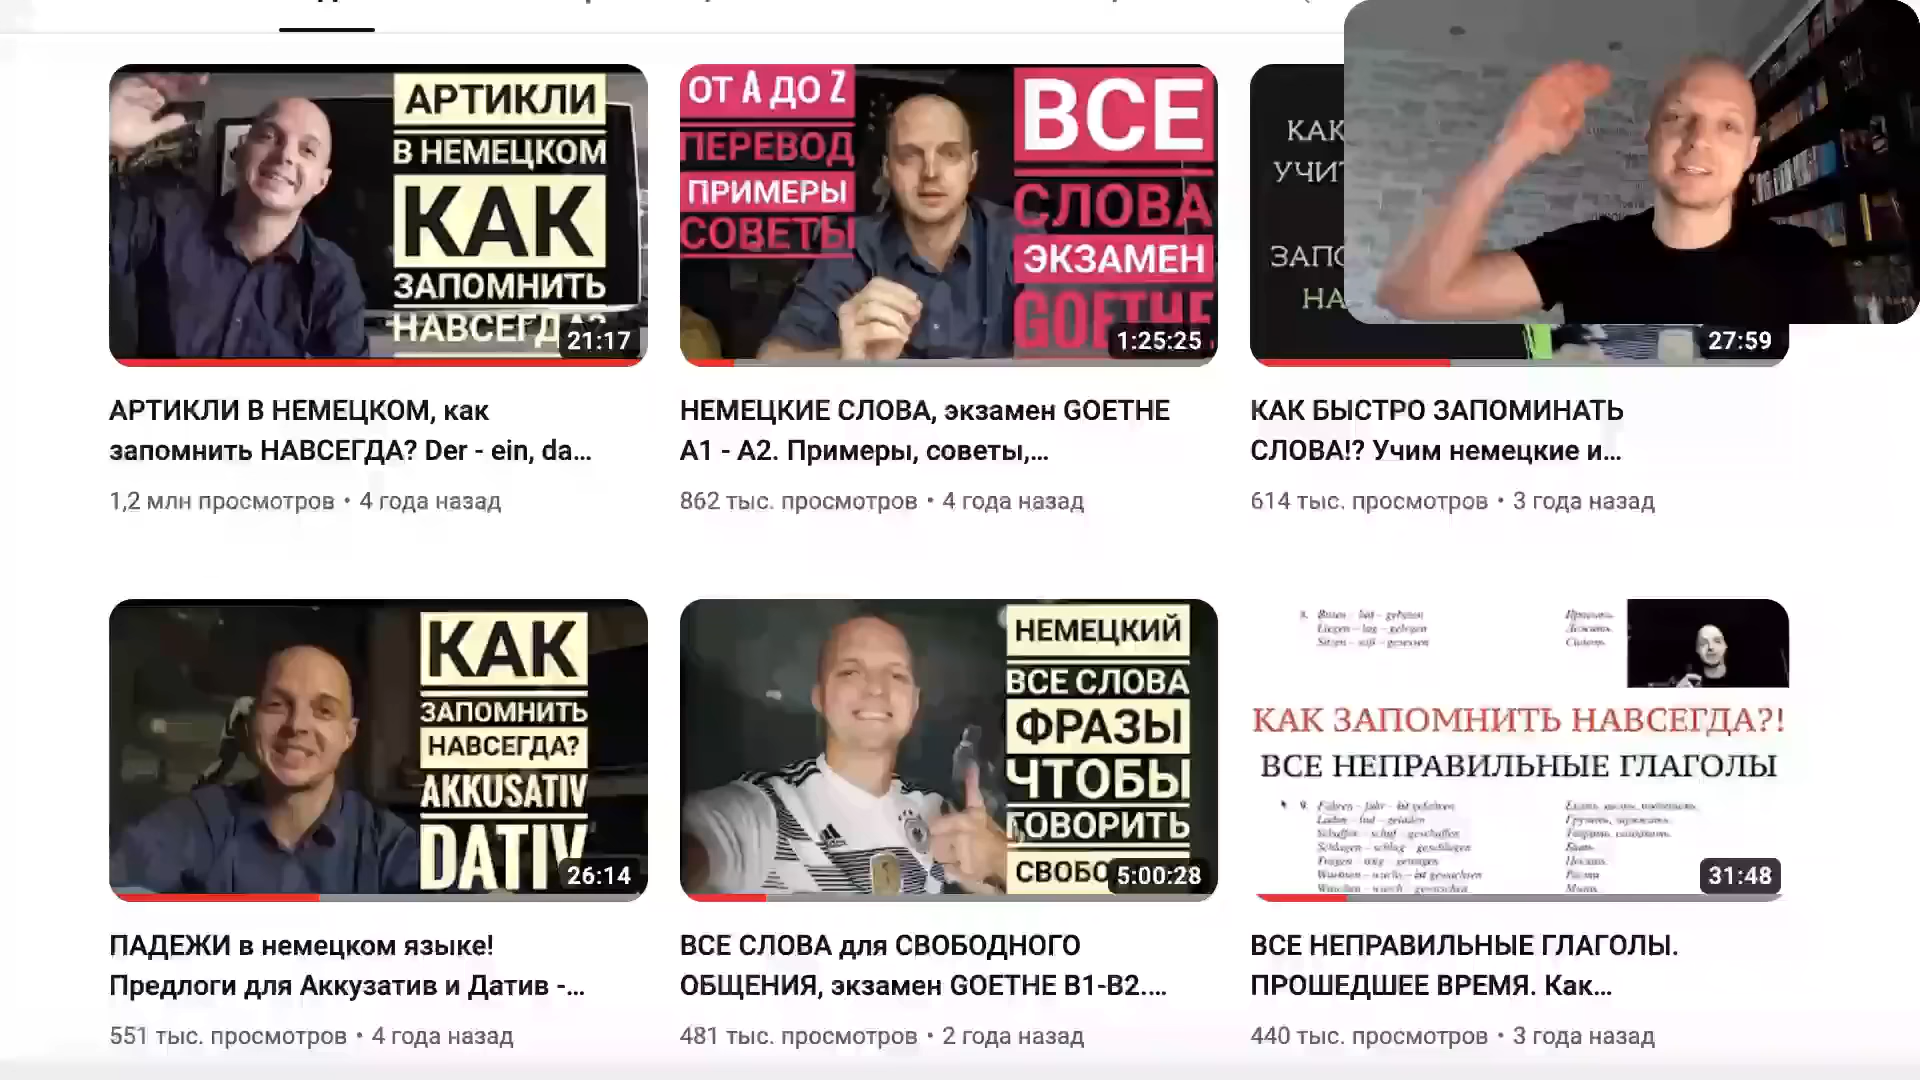 АРТИКЛИ
В НЕМЕЦКОМ
КАК
ЗАПОМНИТЬ
НАВСЕГДА?
21:17
ОТ А ДО Z
ПЕРЕВОД
ПРИМЕРЫ
СОВЕТЫ
ВСЕ
СЛОВА
ЭКЗАМЕН
GOETHE
1:25:25
КАК
УЧИТ
ЗАПО
НА
27:59
АРТИКЛИ В НЕМЕЦКОМ, как
запомнить НАВСЕГДА? Der - ein, da...
1,2 млн просмотров • 4 года назад
НЕМЕЦКИЕ СЛОВА, экзамен GOETHE
A1 - A2. Примеры, советы,...
862 тыс. просмотров • 4 года назад
КАК БЫСТРО ЗАПОМИНАТЬ
СЛОВА!? Учим немецкие и...
614 тыс. просмотров • 3 года назад
КАК
ЗАПОМНИТЬ
НАВСЕГДА?
AKKUSATIV
DATIV
26:14
НЕМЕЦКИЙ
ВСЕ СЛОВА
ФРАЗЫ
ЧТОБЫ
ГОВОРИТЬ
СВОБО
5:00:28
КАК ЗАПОМНИТЬ НАВСЕГДА?!
ВСЕ НЕПРАВИЛЬНЫЕ ГЛАГОЛЫ
31:48
ПАДЕЖИ в немецком языке!
Предлоги для Аккузатив и Датив -...
551 тыс. просмотров • 4 года назад
ВСЕ СЛОВА для СВОБОДНОГО
ОБЩЕНИЯ, экзамен GOETHE B1-B2....
481 тыс. просмотров • 2 года назад
ВСЕ НЕПРАВИЛЬНЫЕ ГЛАГОЛЫ.
ПРОШЕДШЕЕ ВРЕМЯ. Как...
440 тыс. просмотров • 3 года назад